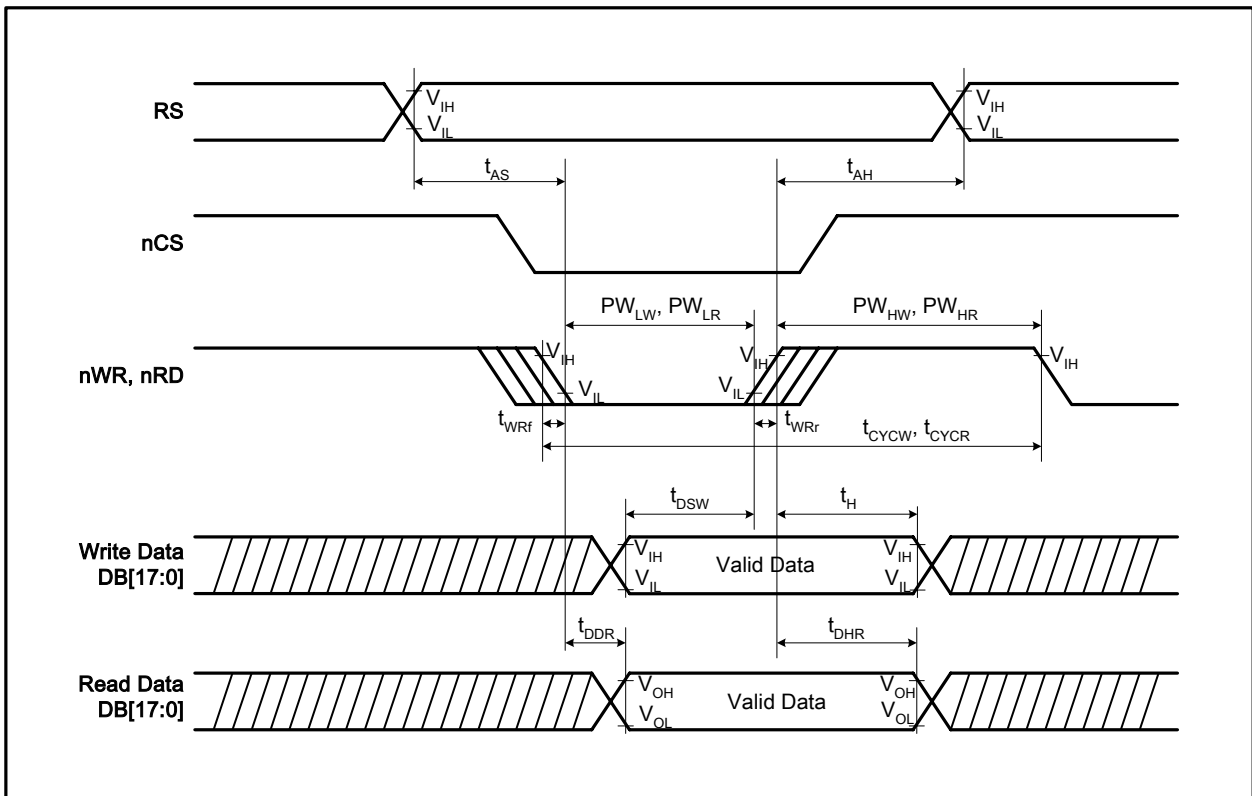 RS
V_IH
V_IL
V_IH
V_IL
t_AS
t_AH
nCS
PW_LW, PW_LR
PW_HW, PW_HR
nWR, nRD
V_IH
V_IL
V_IH
V_IL
V_IH
t_WRf
t_WRr
t_CYCW, t_CYCR
t_DSW
t_H
Write Data
DB[17:0]
V_IH
V_IL
Valid Data
V_IH
V_IL
t_DDR
t_DHR
Read Data
DB[17:0]
V_OH
V_OL
Valid Data
V_OH
V_OL